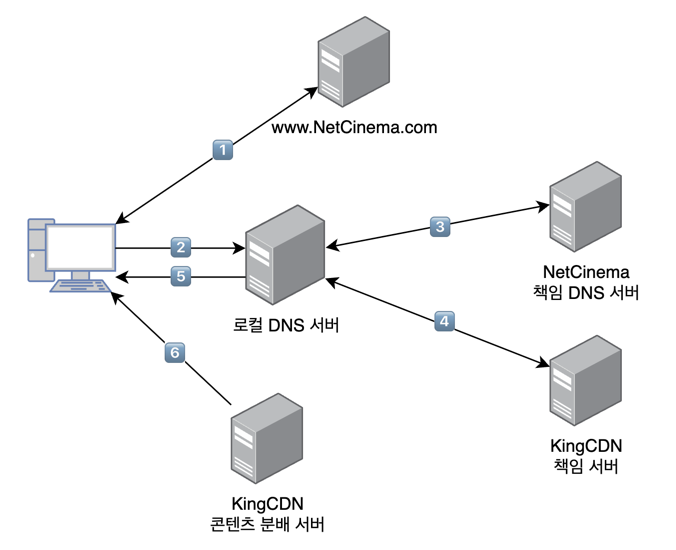 www.NetCinema.com
1
2
3
NetCinema
책임 DNS 서버
5
로컬 DNS 서버
4
6
KingCDN
책임 서버
KingCDN
콘텐츠 분배 서버